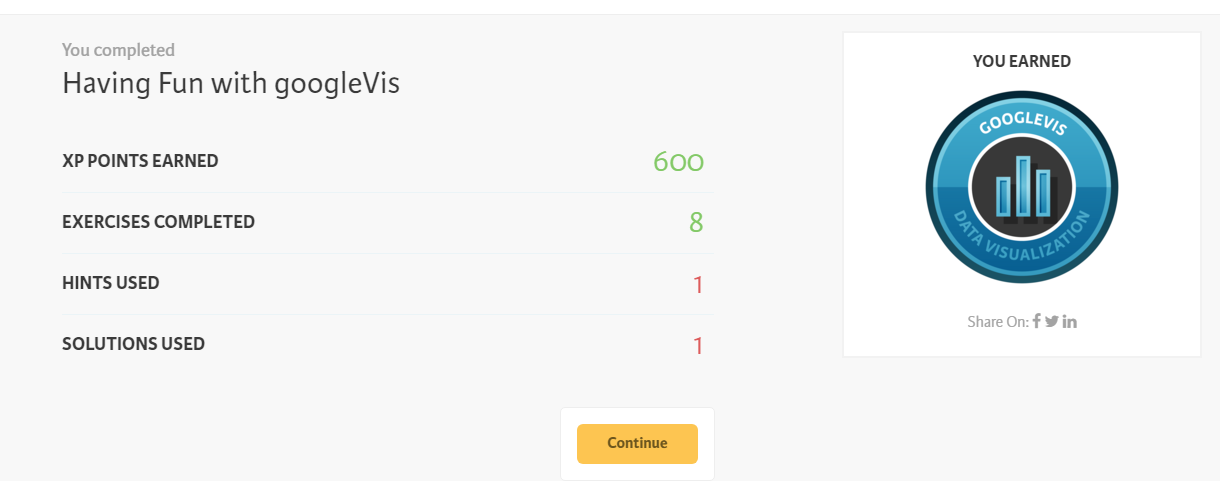 You completed
Having Fun with googleVis
XP POINTS EARNED 600
EXERCISES COMPLETED 8
HINTS USED 1
SOLUTIONS USED 1
Continue
YOU EARNED
GOOGLEVIS
DATA VISUALIZATION
Share On: